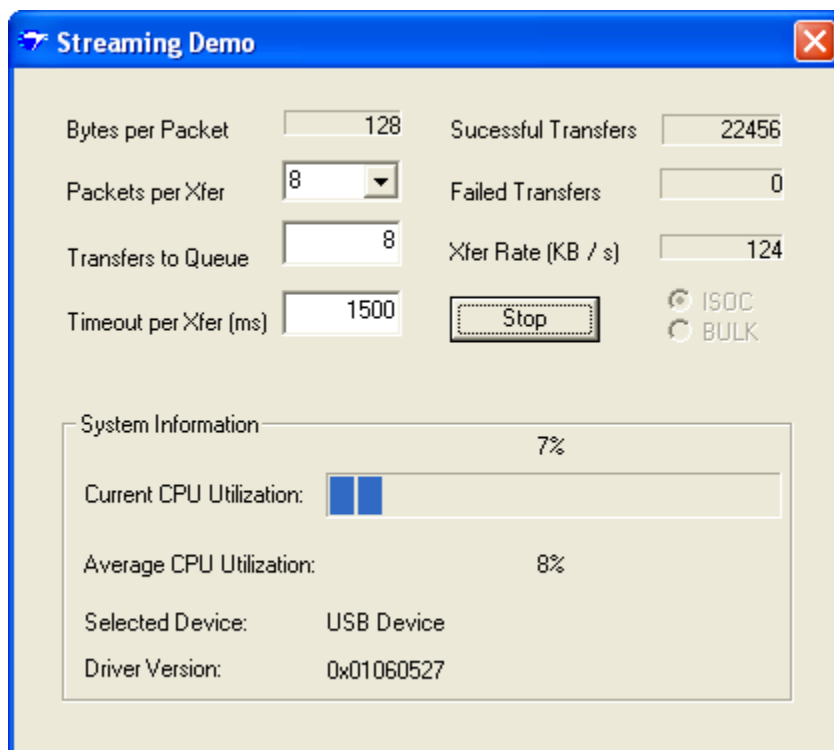 Streaming Demo
Bytes per Packet 128
Sucessful Transfers 22456
Packets per Xfer 8
Failed Transfers 0
Transfers to Queue 8
Xfer Rate (KB / s) 124
Timeout per Xfer (ms) 1500
Stop
ISOC
BULK
System Information
7%
Current CPU Utilization:
Average CPU Utilization: 8%
Selected Device: USB Device
Driver Version: 0x01060527